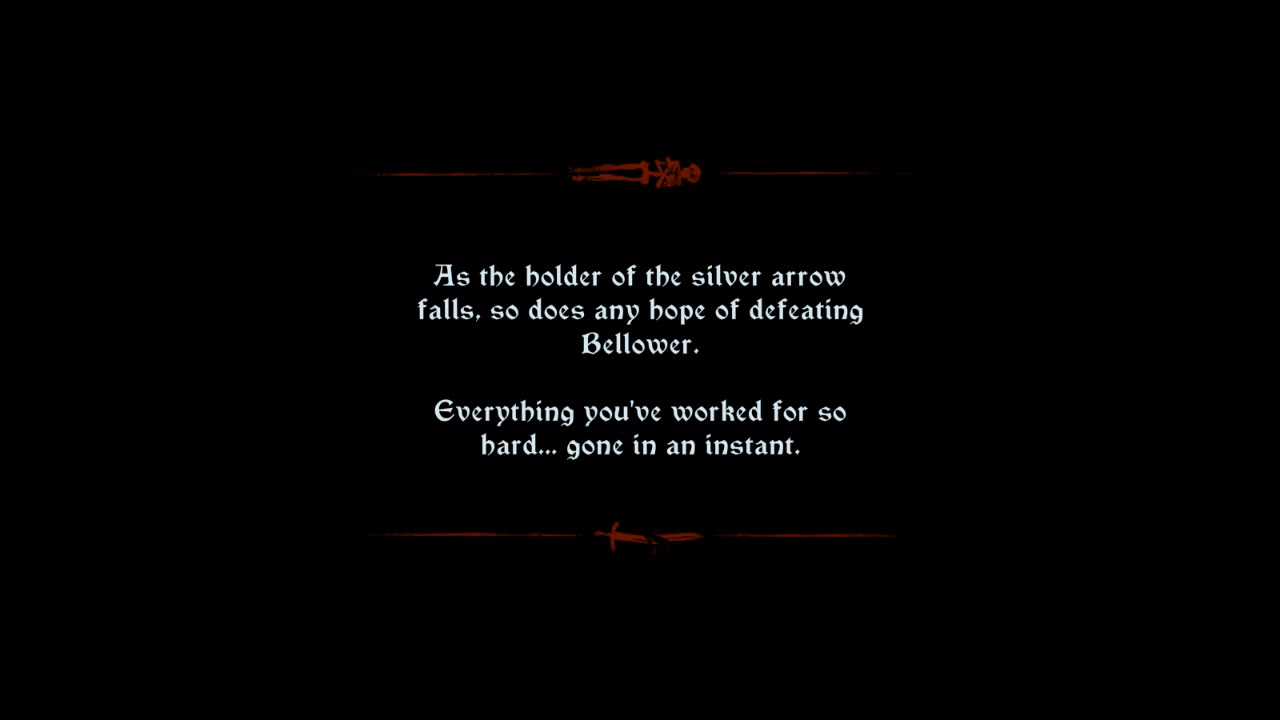 As the holder of the silver arrow
falls, so does any hope of defeating
Bellower.
Everything you've worked for so
hard... gone in an instant.